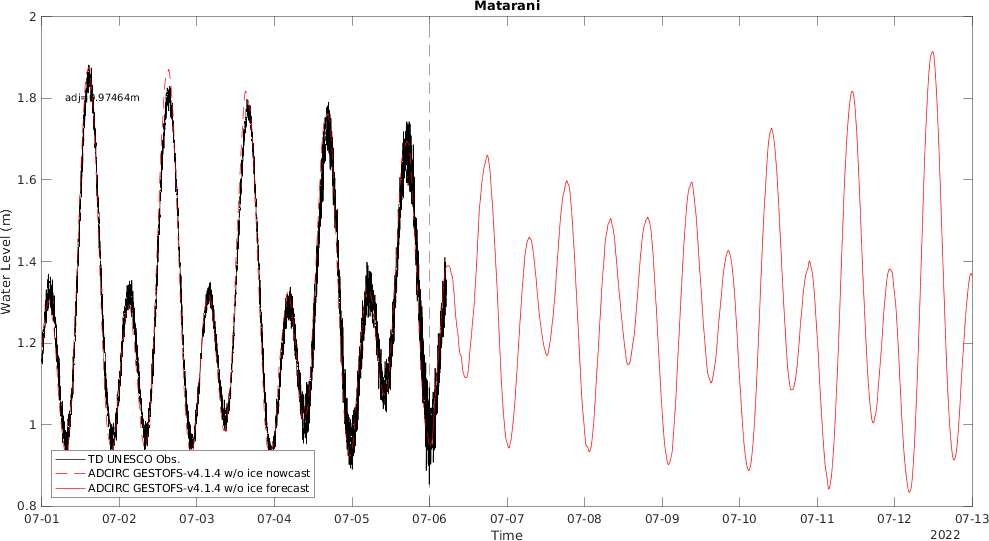 Matarani
2
1.8
1.6
1.4
1.2
1
0.8
Water Level (m)
adj=0.97464m
TD UNESCO Obs.
ADCIRC GESTOFS-v4.1.4 w/o ice nowcast
ADCIRC GESTOFS-v4.1.4 w/o ice forecast
07-01 07-02 07-03 07-04 07-05 07-06 07-07 07-08 07-09 07-10 07-11 07-12 07-13
Time
2022